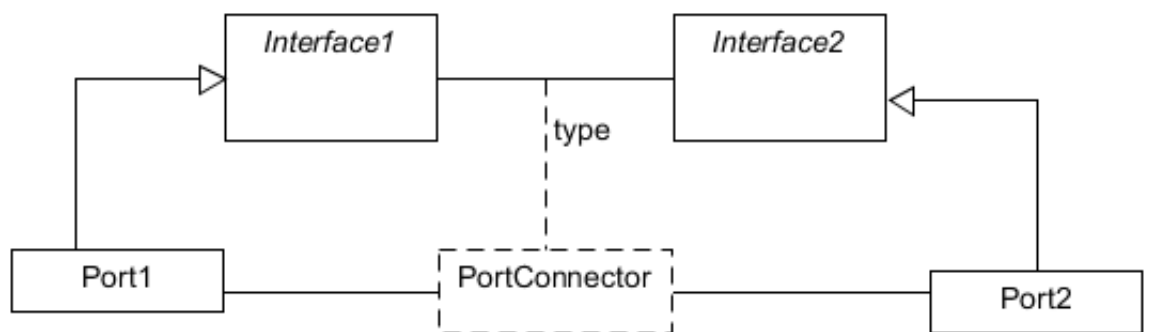 Interface1
Interface2
type
Port1
PortConnector
Port2